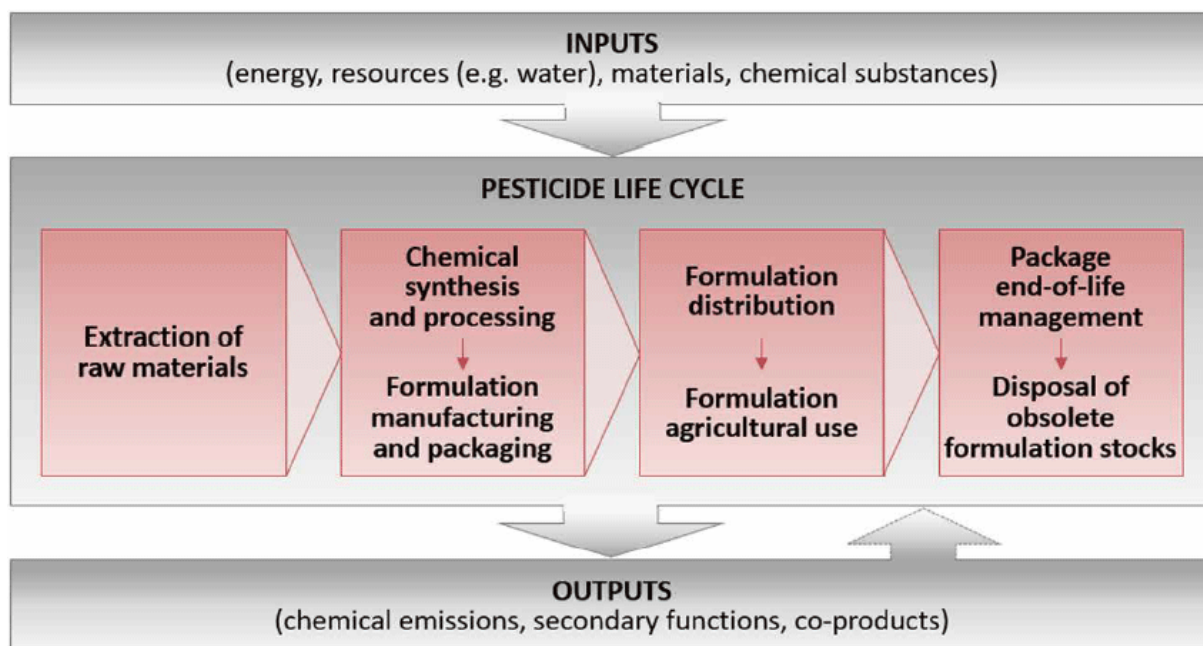 INPUTS
(energy, resources (e.g. water), materials, chemical substances)
PESTICIDE LIFE CYCLE
Extraction of
raw materials
Chemical
synthesis
and processing
Formulation
manufacturing
and packaging
Formulation
distribution
Formulation
agricultural use
Package
end-of-life
management
Disposal of
obsolete
formulation stocks
OUTPUTS
(chemical emissions, secondary functions, co-products)